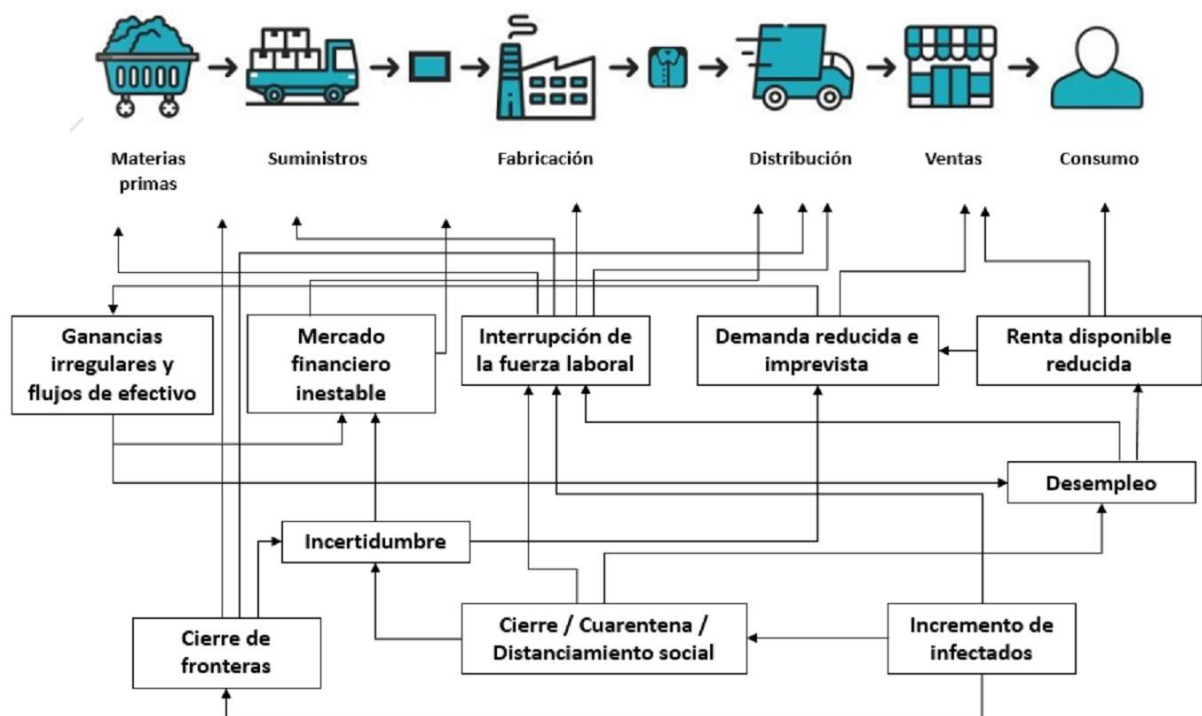 Materias
primas
Suministros
Fabricación
Distribución
Ventas
Consumo
Ganancias
irregulares y
flujos de efectivo
Mercado
financiero
inestable
Interrupción de
la fuerza laboral
Demanda reducida e
imprevista
Renta disponible
reducida
Desempleo
Incertidumbre
Cierre de
fronteras
Cierre / Cuarentena /
Distanciamiento social
Incremento de
infectados